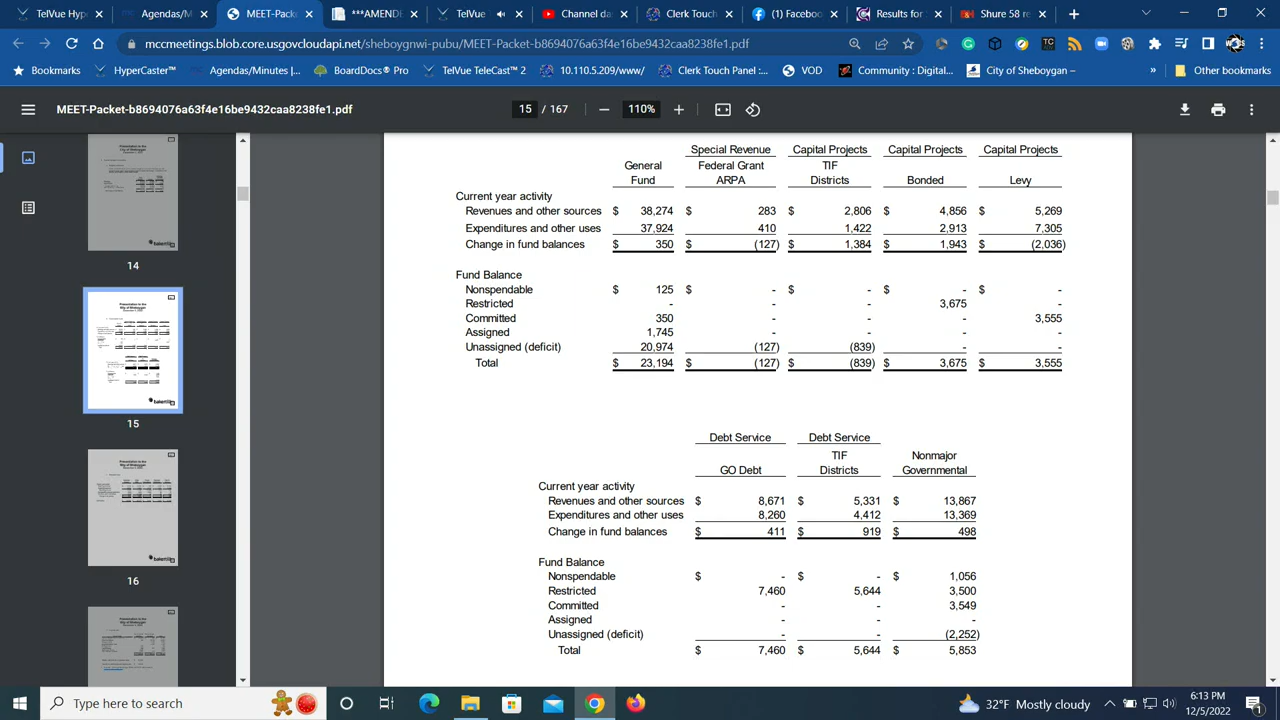 TelVue Hyp
Agendas/M
MEET-Pack
***AMENDE
TelVue
Channel da
Clerk Touch
(1) Faceboo
Results for
Shure 58 re
mccmeetings.blob.core.usgovcloudapi.net/sheboygnwi-pubu/MEET-Packet-b8694076a63f4e16be9432caa8238fe1.pdf
Bookmarks
HyperCaster™
Agendas/Minutes |...
BoardDocs® Pro
TelVue TeleCast™ 2
10.110.5.209/www/
Clerk Touch Panel :...
VOD
Community : Digital...
City of Sheboygan –
»
Other bookmarks
MEET-Packet-b8694076a63f4e16be9432caa8238fe1.pdf
15 / 167
110%
14
15
16
Special Revenue Capital Projects Capital Projects Capital Projects
General Federal Grant TIF
Fund ARPA Districts Bonded Levy
Current year activity
Revenues and other sources $ 38,274 $ 283 $ 2,806 $ 4,856 $ 5,269
Expenditures and other uses 37,924 410 1,422 2,913 7,305
Change in fund balances $ 350 $ (127) $ 1,384 $ 1,943 $ (2,036)
Fund Balance
Nonspendable $ 125 $ - $ - $ - $ -
Restricted - - - 3,675 -
Committed 350 - - - 3,555
Assigned 1,745 - - - -
Unassigned (deficit) 20,974 (127) (839) - -
Total $ 23,194 $ (127) $ (839) $ 3,675 $ 3,555
Debt Service Debt Service
TIF Nonmajor
GO Debt Districts Governmental
Current year activity
Revenues and other sources $ 8,671 $ 5,331 $ 13,867
Expenditures and other uses 8,260 4,412 13,369
Change in fund balances $ 411 $ 919 $ 498
Fund Balance
Nonspendable $ - $ - $ 1,056
Restricted 7,460 5,644 3,500
Committed - - 3,549
Assigned - - -
Unassigned (deficit) - - (2,252)
Total $ 7,460 $ 5,644 $ 5,853
Type here to search
32°F Mostly cloudy
6:13 PM
12/5/2022